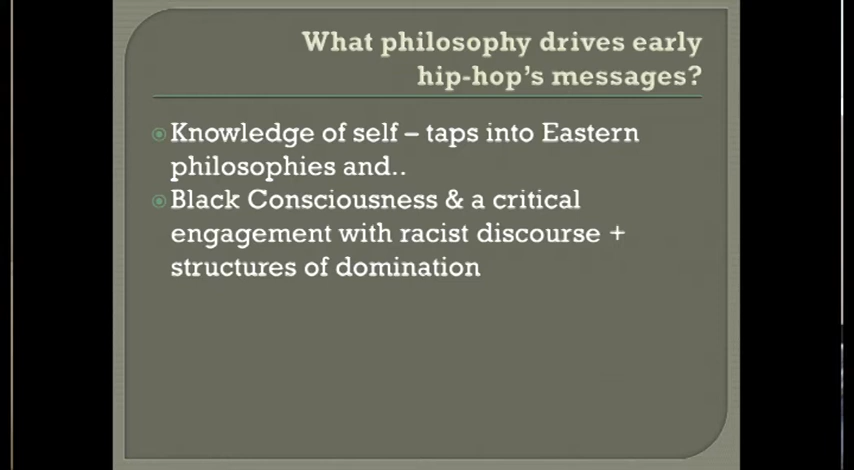 What philosophy drives early
hip-hop's messages?
Knowledge of self – taps into Eastern
philosophies and..
Black Consciousness & a critical
engagement with racist discourse +
structures of domination